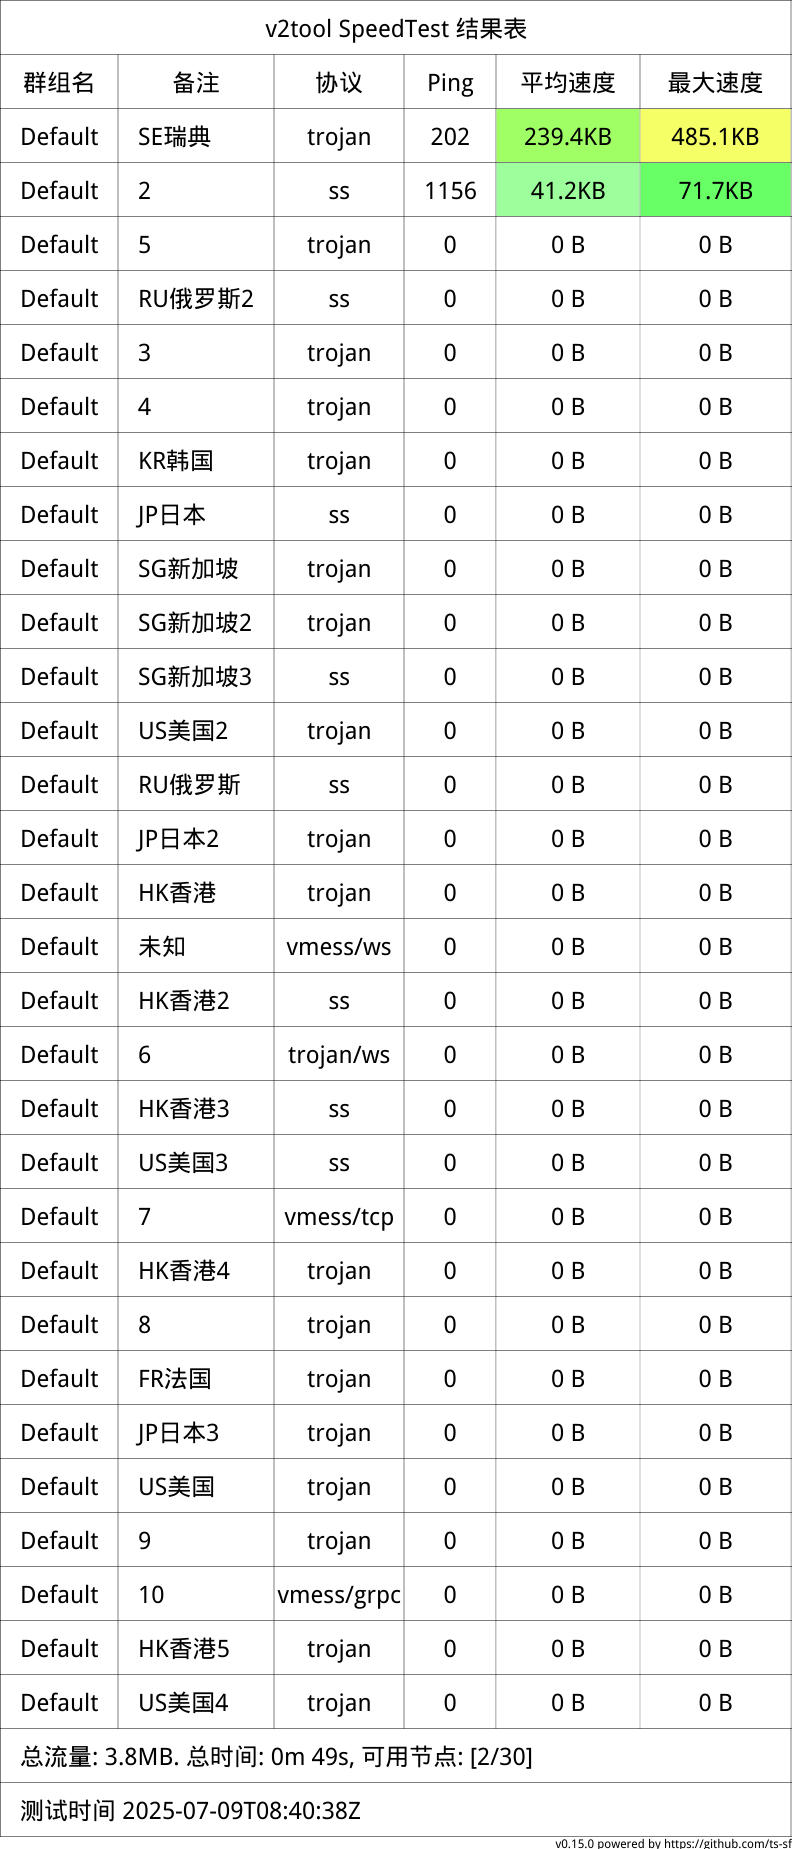 v2tool SpeedTest 结果表
群组名 备注 协议 Ping 平均速度 最大速度
Default SE瑞典 trojan 202 239.4KB 485.1KB
Default 2 ss 1156 41.2KB 71.7KB
Default 5 trojan 0 0 B 0 B
Default RU俄罗斯2 ss 0 0 B 0 B
Default 3 trojan 0 0 B 0 B
Default 4 trojan 0 0 B 0 B
Default KR韩国 trojan 0 0 B 0 B
Default JP日本 ss 0 0 B 0 B
Default SG新加坡 trojan 0 0 B 0 B
Default SG新加坡2 trojan 0 0 B 0 B
Default SG新加坡3 ss 0 0 B 0 B
Default US美国2 trojan 0 0 B 0 B
Default RU俄罗斯 ss 0 0 B 0 B
Default JP日本2 trojan 0 0 B 0 B
Default HK香港 trojan 0 0 B 0 B
Default 未知 vmess/ws 0 0 B 0 B
Default HK香港2 ss 0 0 B 0 B
Default 6 trojan/ws 0 0 B 0 B
Default HK香港3 ss 0 0 B 0 B
Default US美国3 ss 0 0 B 0 B
Default 7 vmess/tcp 0 0 B 0 B
Default HK香港4 trojan 0 0 B 0 B
Default 8 trojan 0 0 B 0 B
Default FR法国 trojan 0 0 B 0 B
Default JP日本3 trojan 0 0 B 0 B
Default US美国 trojan 0 0 B 0 B
Default 9 trojan 0 0 B 0 B
Default 10 vmess/grpc 0 0 B 0 B
Default HK香港5 trojan 0 0 B 0 B
Default US美国4 trojan 0 0 B 0 B
总流量: 3.8MB. 总时间: 0m 49s, 可用节点: [2/30]
测试时间 2025-07-09T08:40:38Z
v0.15.0 powered by https://github.com/ts-sf